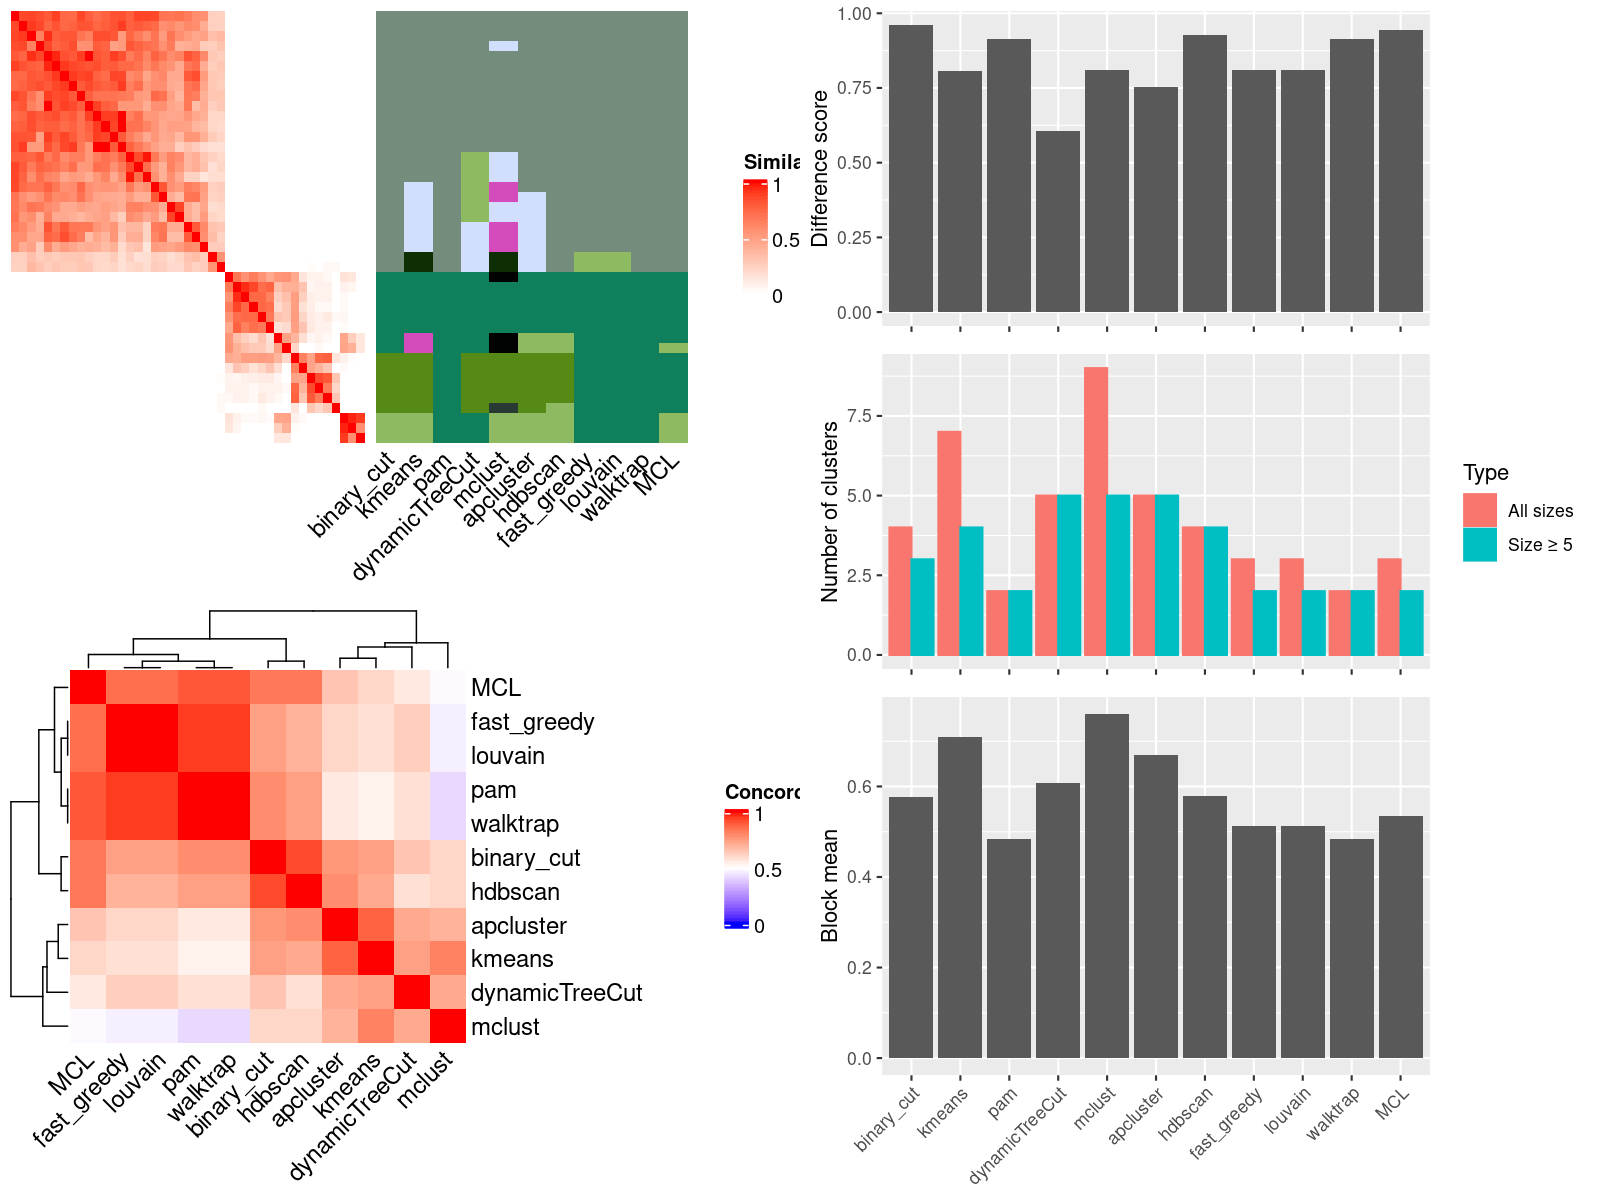 Simila
1
0.5
0
binary_cut
kmeans
pam
dynamicTreeCut
mclust
apcluster
hdbscan
fast_greedy
louvain
walktrap
MCL
MCL
fast_greedy
louvain
pam
walktrap
binary_cut
hdbscan
apcluster
kmeans
dynamicTreeCut
mclust
MCL
fast_greedy
louvain
pam
walktrap
binary_cut
hdbscan
apcluster
kmeans
dynamicTreeCut
mclust
Concord
1
0.5
0
Difference score
1.00
0.75
0.50
0.25
0.00
Number of clusters
7.5
5.0
2.5
0.0
Type
All sizes
Size ≥ 5
Block mean
0.6
0.4
0.2
0.0
binary_cut
kmeans
pam
dynamicTreeCut
mclust
apcluster
hdbscan
fast_greedy
louvain
walktrap
MCL